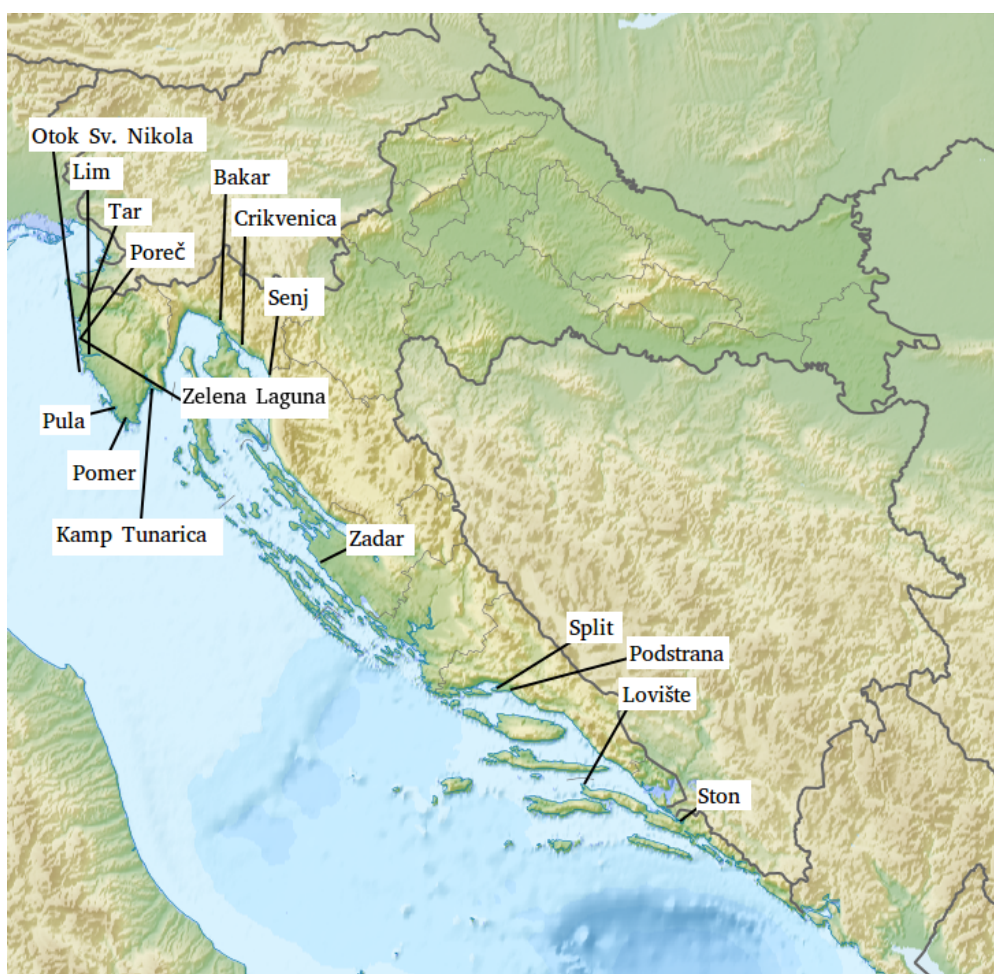 Otok Sv. Nikola
Lim
Bakar
Tar
Crikvenica
Poreč
Senj
Zelena Laguna
Pula
Pomer
Kamp Tunarica
Zadar
Split
Podstrana
Lovište
Ston